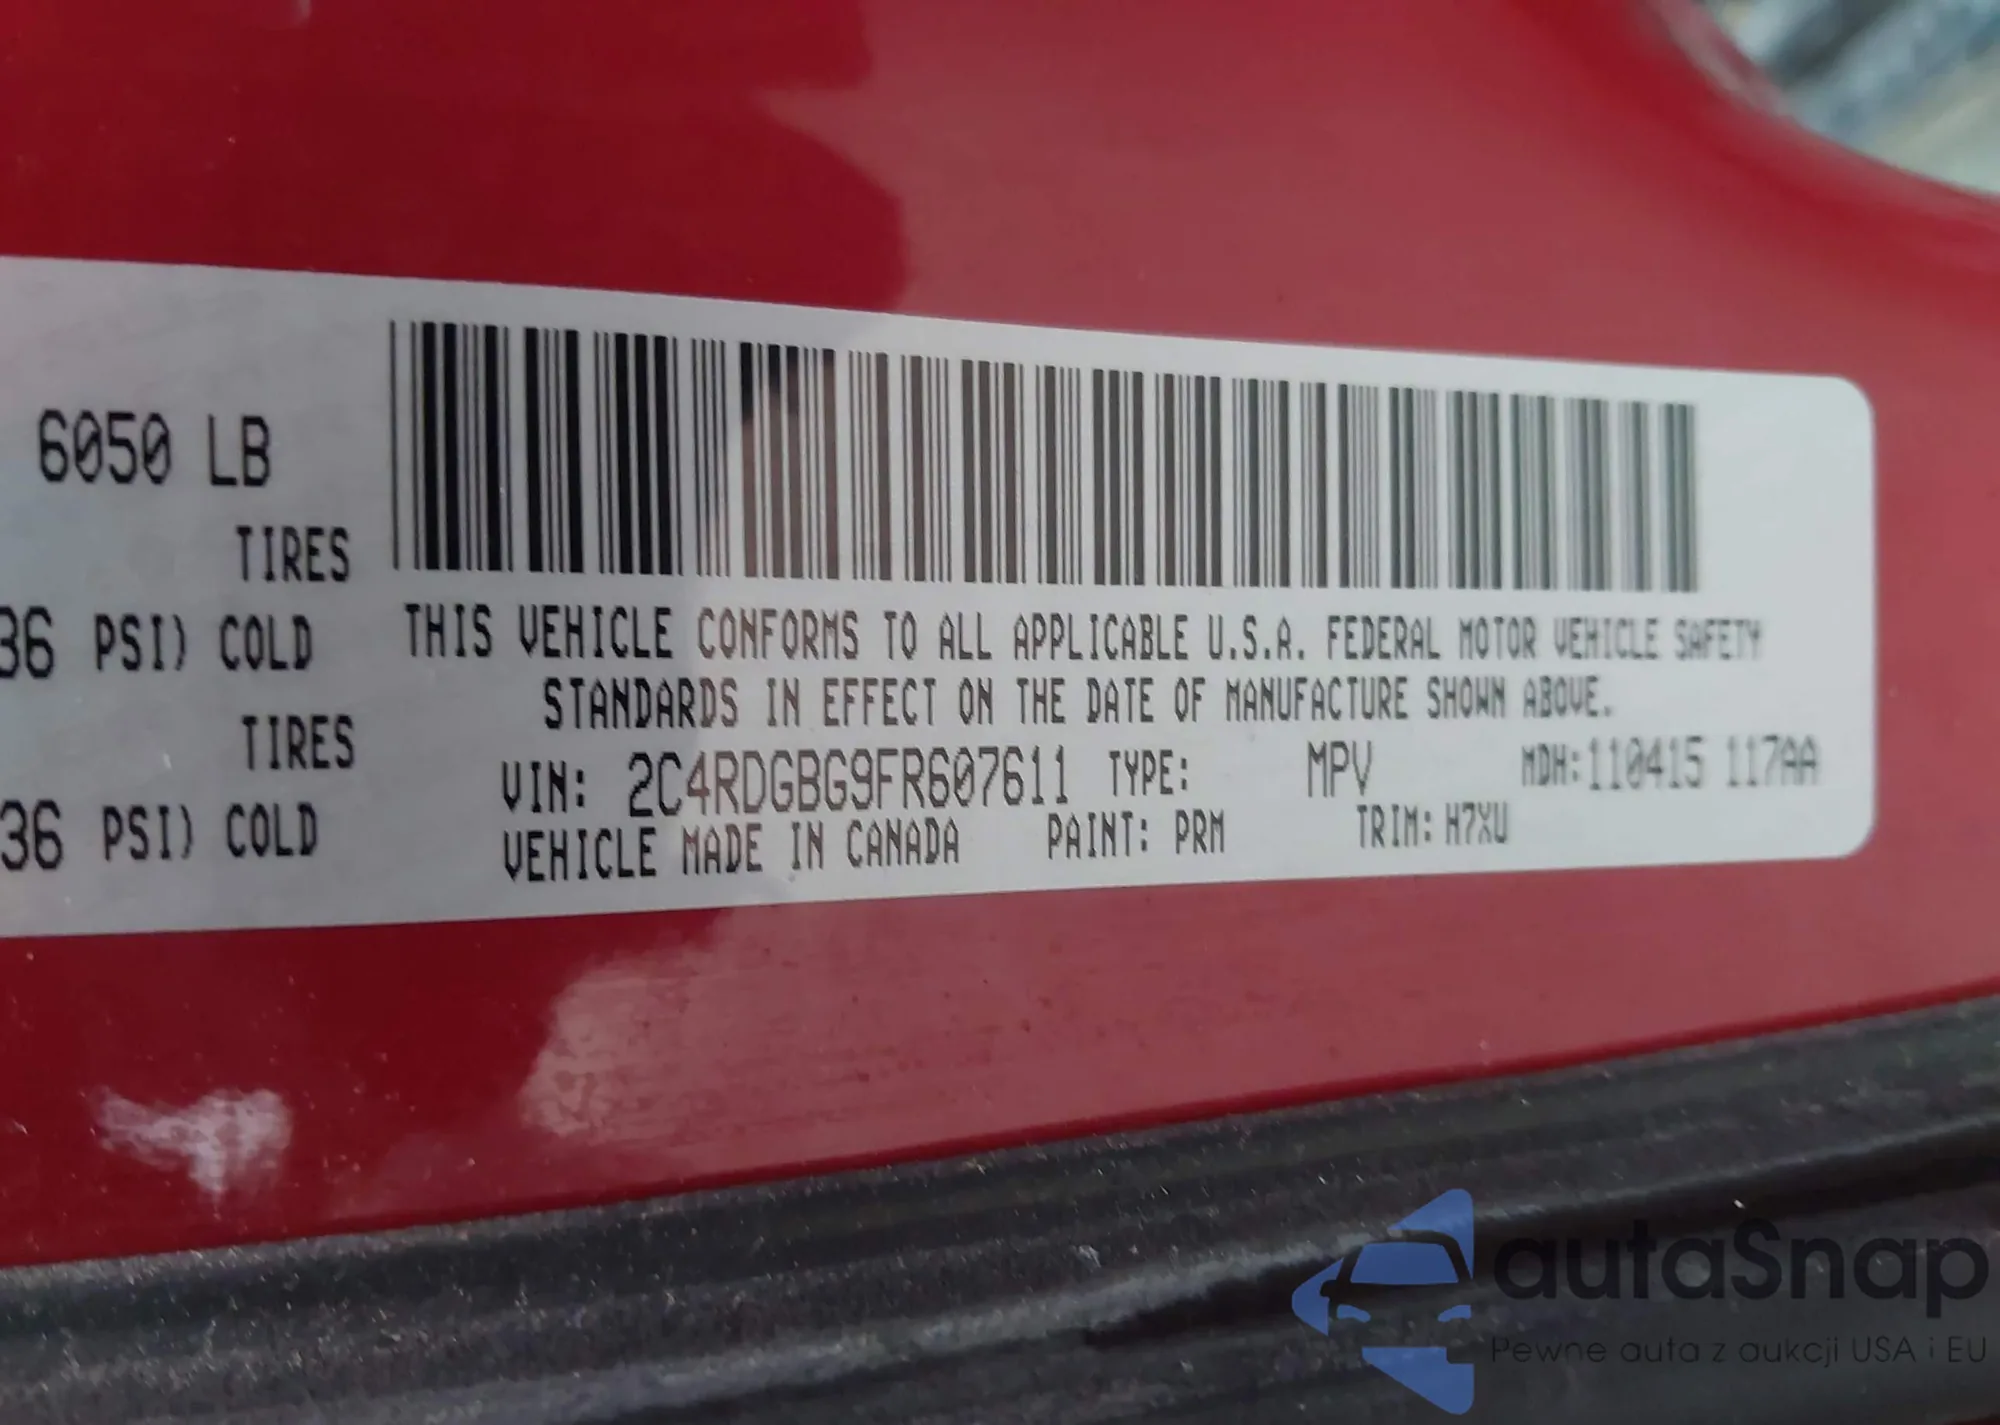 6050 LB
TIRES
36 PSI) COLD
TIRES
36 PSI) COLD
THIS VEHICLE CONFORMS TO ALL APPLICABLE U.S.A. FEDERAL MOTOR VEHICLE SAFETY
STANDARDS IN EFFECT ON THE DATE OF MANUFACTURE SHOWN ABOVE.
VIN: 2C4RDGBG9FR607611 TYPE: MPV MDH:110415 117AA
VEHICLE MADE IN CANADA PAINT: PRM TRIM: H7XU
autaSnap
Pewne auta z aukcji USA i EU